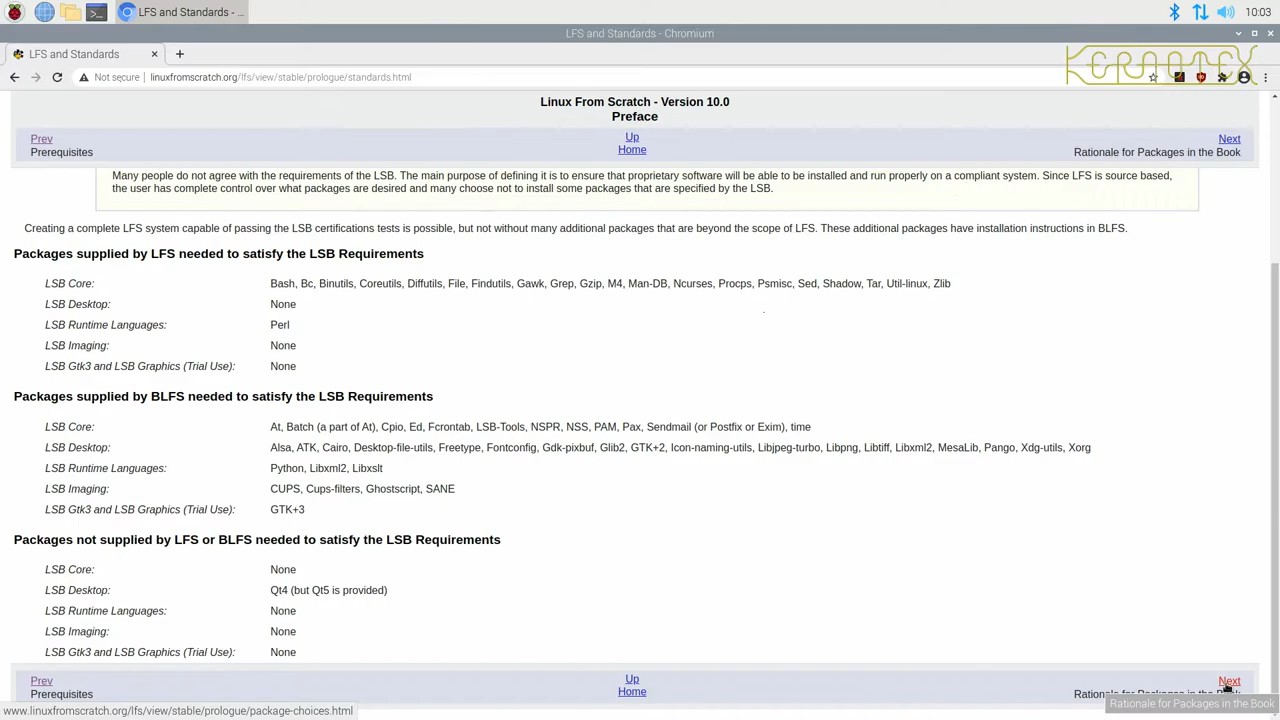 LFS and Standards - ...
10:03
LFS and Standards - Chromium
LFS and Standards
Not secure
linuxfromscratch.org/lfs/view/stable/prologue/standards.html
KERNOTEX
Linux From Scratch - Version 10.0
Preface
Prev
Up
Next
Prerequisites
Home
Rationale for Packages in the Book
Many people do not agree with the requirements of the LSB. The main purpose of defining it is to ensure that proprietary software will be able to be installed and run properly on a compliant system. Since LFS is source based,
the user has complete control over what packages are desired and many choose not to install some packages that are specified by the LSB.
Creating a complete LFS system capable of passing the LSB certifications tests is possible, but not without many additional packages that are beyond the scope of LFS. These additional packages have installation instructions in BLFS.
Packages supplied by LFS needed to satisfy the LSB Requirements
LSB Core: Bash, Bc, Binutils, Coreutils, Diffutils, File, Findutils, Gawk, Grep, Gzip, M4, Man-DB, Ncurses, Procps, Psmisc, Sed, Shadow, Tar, Util-linux, Zlib
LSB Desktop: None
LSB Runtime Languages: Perl
LSB Imaging: None
LSB Gtk3 and LSB Graphics (Trial Use): None
Packages supplied by BLFS needed to satisfy the LSB Requirements
LSB Core: At, Batch (a part of At), Cpio, Ed, Fcrontab, LSB-Tools, NSPR, NSS, PAM, Pax, Sendmail (or Postfix or Exim), time
LSB Desktop: Alsa, ATK, Cairo, Desktop-file-utils, Freetype, Fontconfig, Gdk-pixbuf, Glib2, GTK+2, Icon-naming-utils, Libjpeg-turbo, Libpng, Libtiff, Libxml2, MesaLib, Pango, Xdg-utils, Xorg
LSB Runtime Languages: Python, Libxml2, Libxslt
LSB Imaging: CUPS, Cups-filters, Ghostscript, SANE
LSB Gtk3 and LSB Graphics (Trial Use): GTK+3
Packages not supplied by LFS or BLFS needed to satisfy the LSB Requirements
LSB Core: None
LSB Desktop: Qt4 (but Qt5 is provided)
LSB Runtime Languages: None
LSB Imaging: None
LSB Gtk3 and LSB Graphics (Trial Use): None
Prev
Up
Next
Prerequisites
Home
Rationale for Packages in the Book
Rationale for Packages in the Book
www.linuxfromscratch.org/lfs/view/stable/prologue/package-choices.html